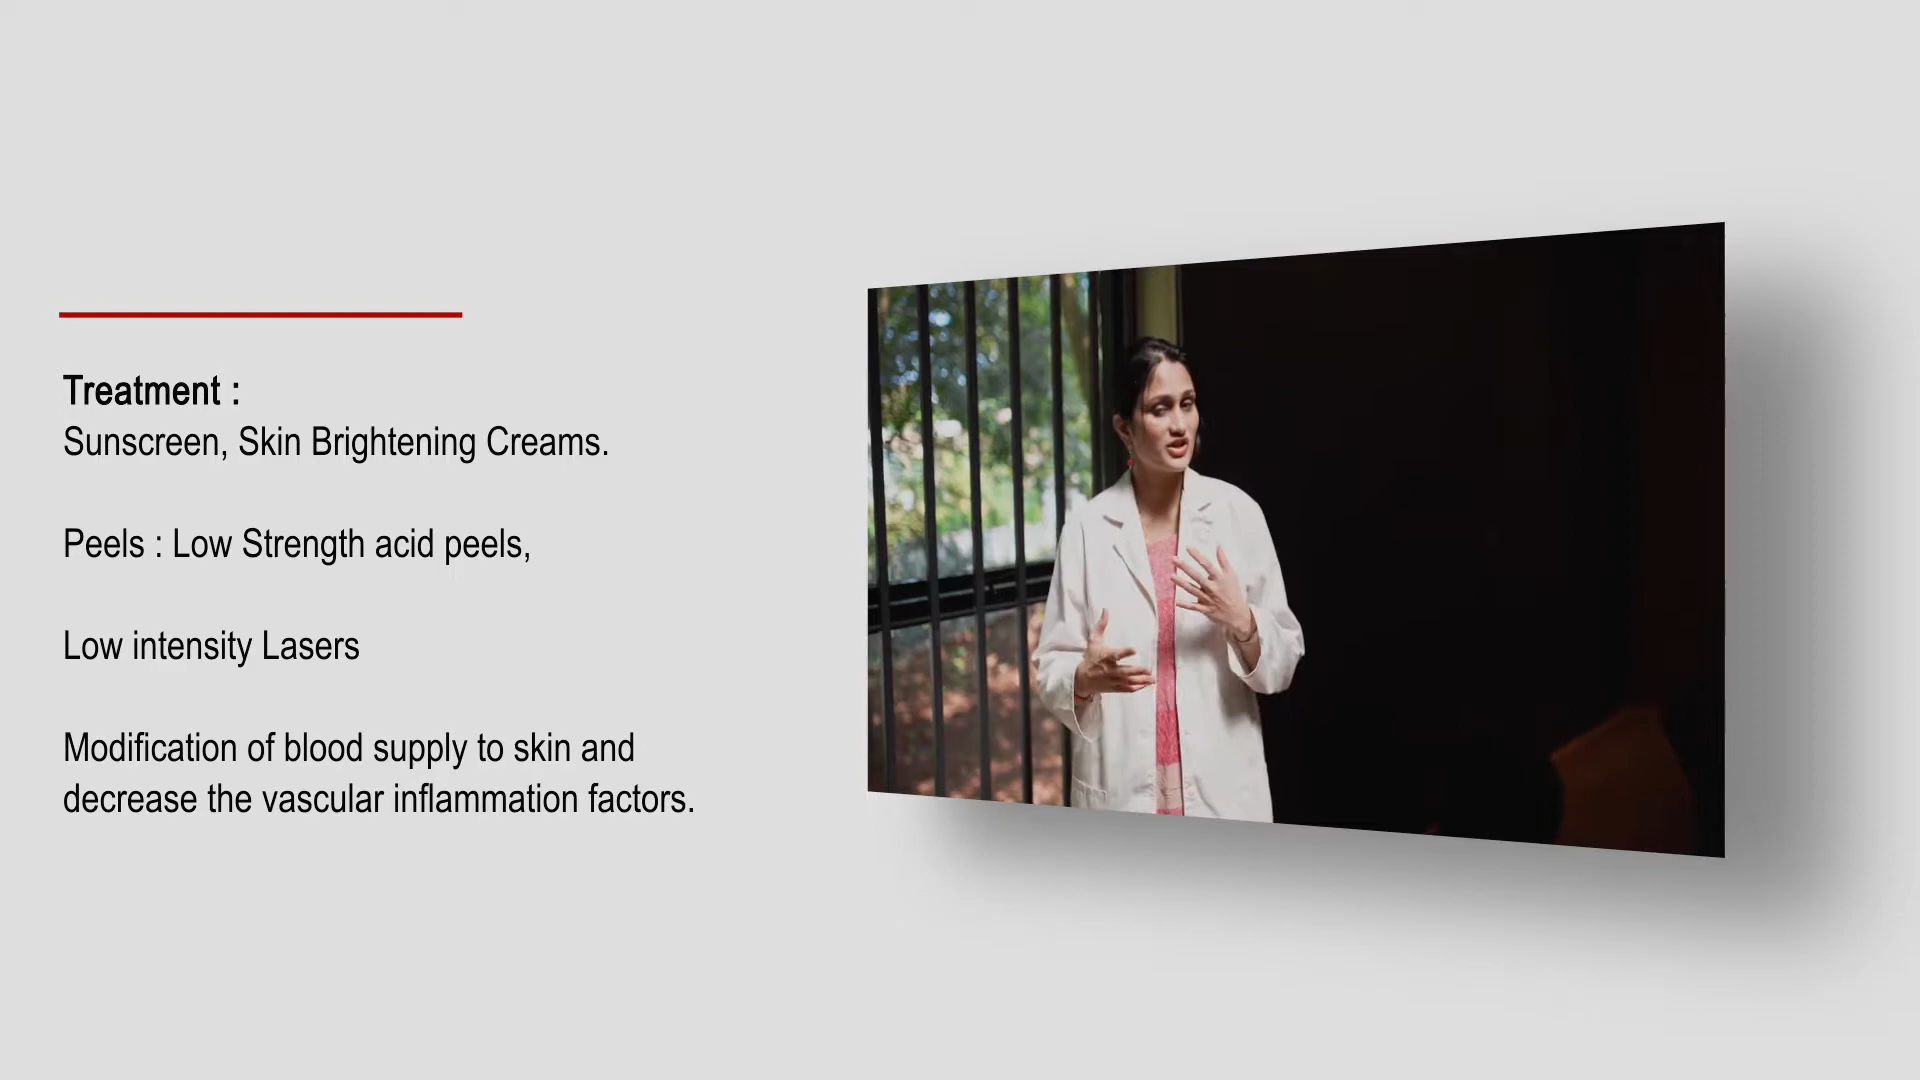 Treatment :
Sunscreen, Skin Brightening Creams.
Peels : Low Strength acid peels,
Low intensity Lasers
Modification of blood supply to skin and
decrease the vascular inflammation factors.